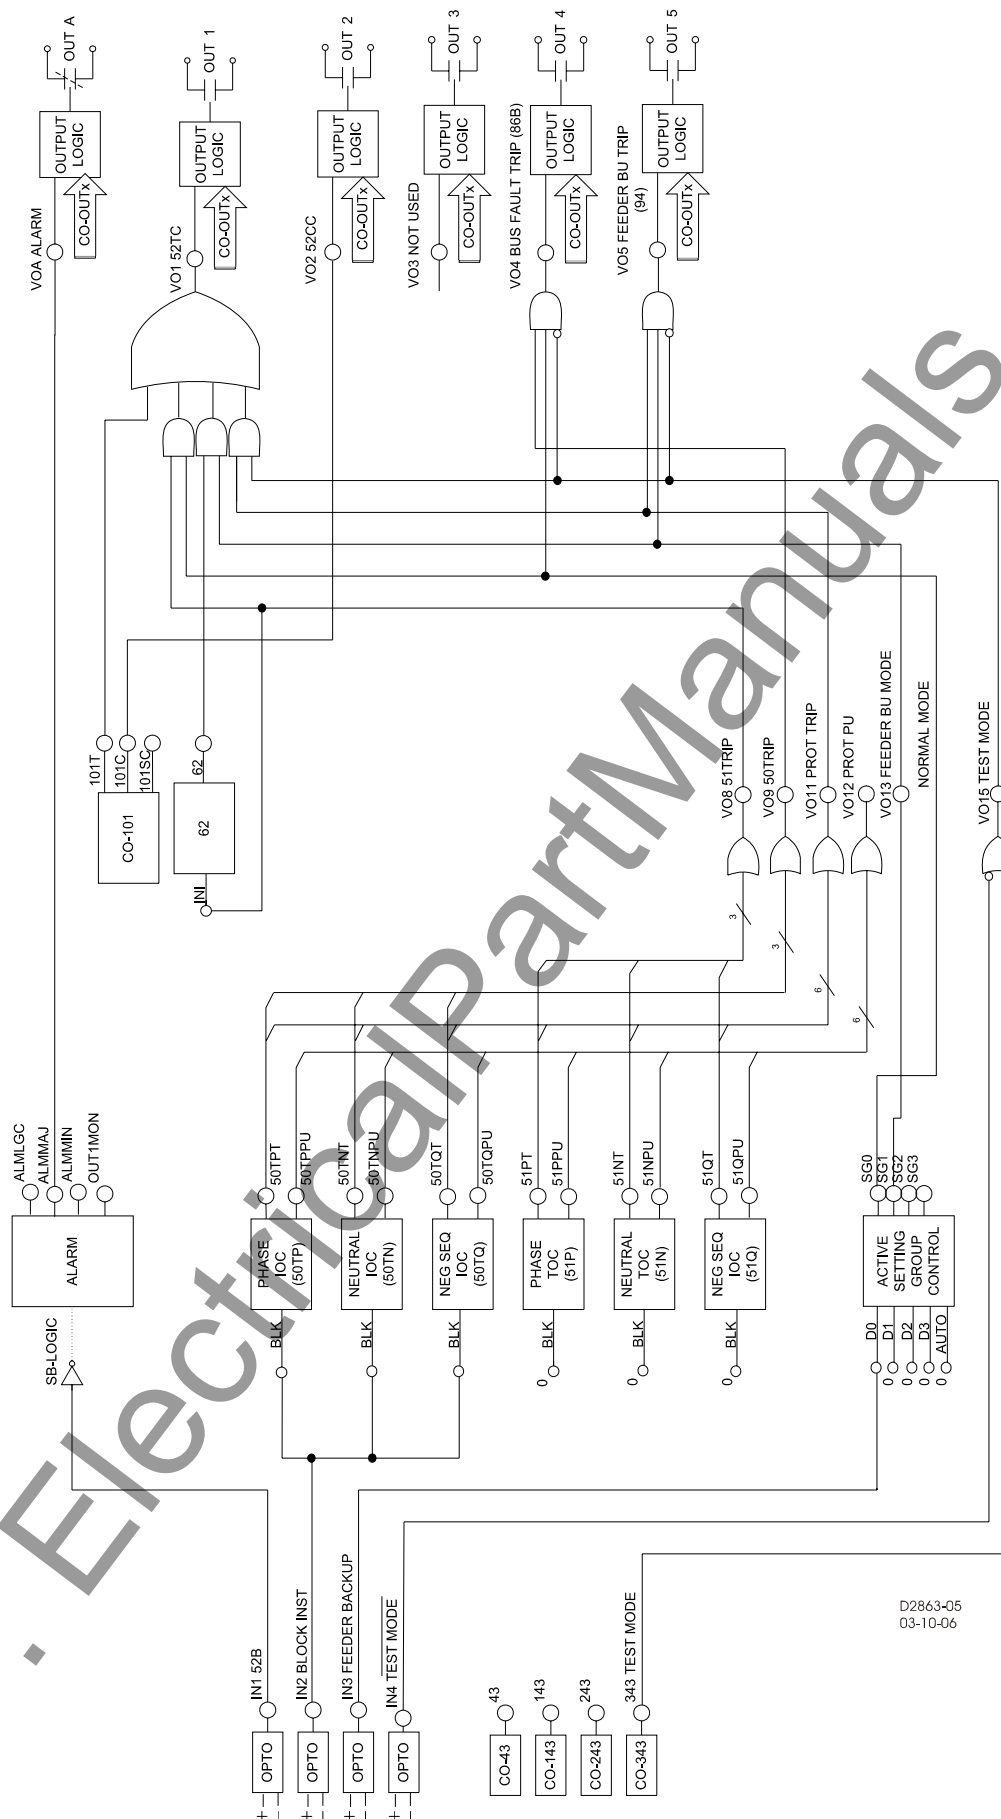 OUT A
OUT 1
OUT 2
OUT 3
OUT 4
OUT 5
OUTPUT
LOGIC
OUTPUT
LOGIC
OUTPUT
LOGIC
OUTPUT
LOGIC
OUTPUT
LOGIC
OUTPUT
LOGIC
CO-OUTx
CO-OUTx
CO-OUTx
CO-OUTx
CO-OUTx
CO-OUTx
VOA ALARM
VO1 52TC
VO2 52CC
VO3 NOT USED
VO4 BUS FAULT TRIP (86B)
VO5 FEEDER BU TRIP
(94)
101T
101C
101SC
CO-101
62
62
INI
VO8 51TRIP
VO9 50TRIP
VO11 PROT TRIP
VO12 PROT PU
VO13 FEEDER BU MODE
NORMAL MODE
VO15 TEST MODE
3
3
6
6
ALMLGC
ALMMAJ
ALMMIN
OUT1MON
ALARM
SB-LOGIC
50TPT
50TPPU
50TNT
50TNPU
50TQT
50TQPU
51PT
51PPU
51NT
51NPU
51QT
51QPU
SG0
SG1
SG2
SG3
PHASE
IOC
(50TP)
NEUTRAL
IOC
(50TN)
NEG SEQ
IOC
(50TQ)
PHASE
TOC
(51P)
NEUTRAL
TOC
(51N)
NEG SEQ
IOC
(51Q)
ACTIVE
SETTING
GROUP
CONTROL
BLK
BLK
BLK
BLK
BLK
BLK
0
0
0
D0
D1
D2
D3
AUTO
0
0
0
0
IN1 52B
IN2 BLOCK INST
IN3 FEEDER BACKUP
IN4 TEST MODE
OPTO
OPTO
OPTO
OPTO
43
143
243
343 TEST MODE
CO-43
CO-143
CO-243
CO-343
D2863-05
03-10-06
. ElectricalPartManuals